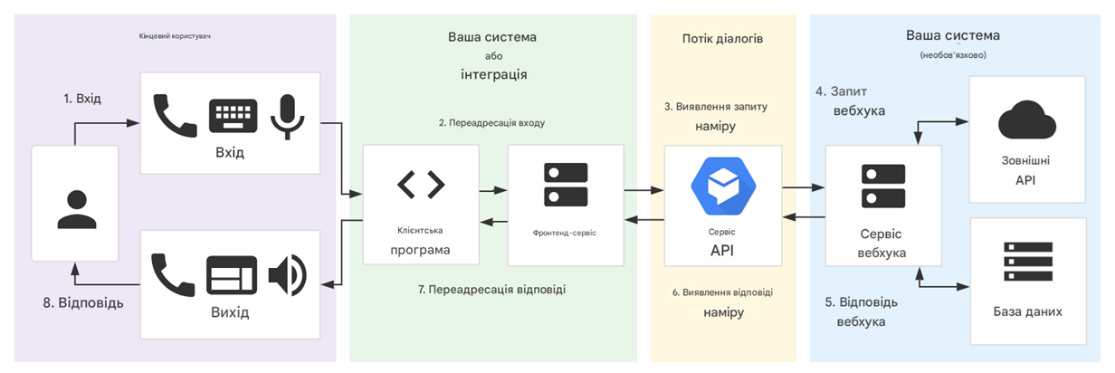 Кінцевий користувач
1. Вхід
Вхід
8. Відповідь
Вихід
Ваша система
або
інтеграція
2. Переадресація входу
Клієнтська
програма
Фронтенд-сервіс
7. Переадресація відповіді
Потік діалогів
3. Виявлення запиту
наміру
Сервіс
API
6. Виявлення відповіді
наміру
Ваша система
(необов'язково)
4. Запит
вебхука
Зовнішні
API
Сервіс
вебхука
5. Відповідь
вебхука
База даних